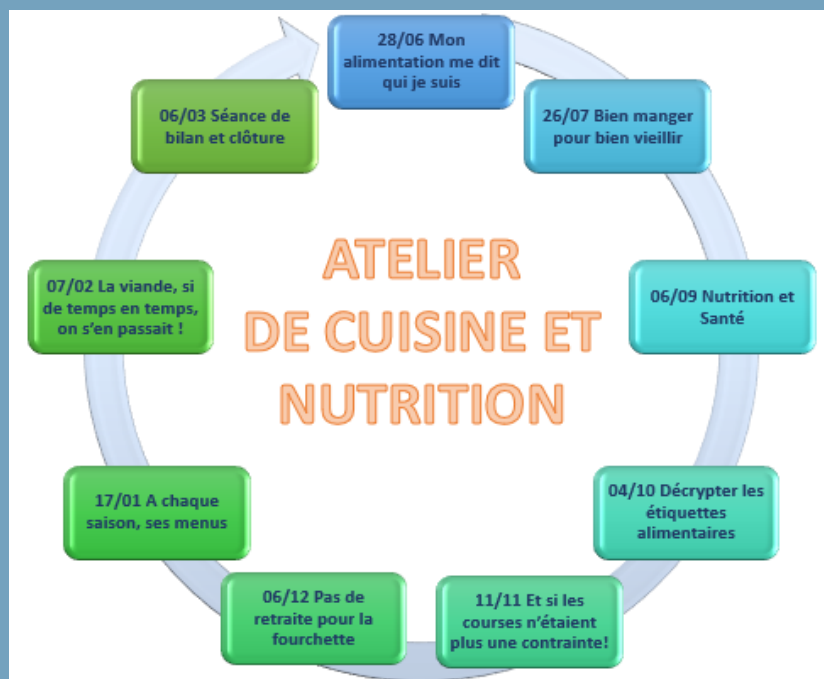 28/06 Mon
alimentation me dit
qui je suis
26/07 Bien manger
pour bien vieillir
06/09 Nutrition et
Santé
04/10 Décrypter les
étiquettes
alimentaires
11/11 Et si les
courses n'étaient
plus une contrainte!
06/12 Pas de
retraite pour la
fourchette
17/01 A chaque
saison, ses menus
07/02 La viande, si
de temps en temps,
on s'en passait !
06/03 Séance de
bilan et clôture
ATELIER
DE CUISINE ET
NUTRITION